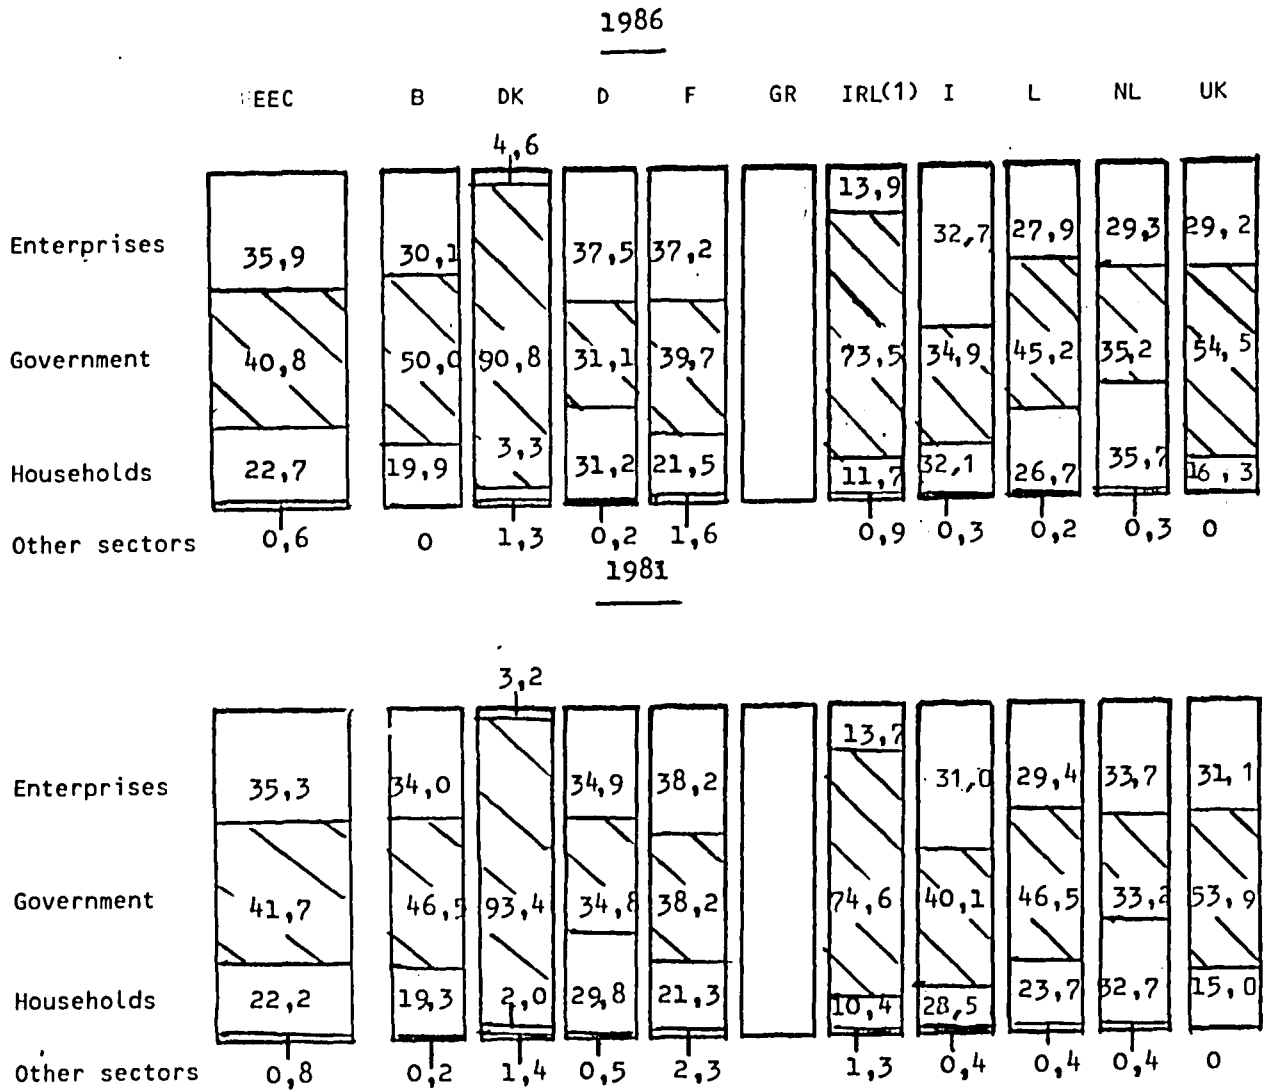 1986
EEC B DK D F GR IRL(1) I L NL UK
4,6
Enterprises 35,9 30,1 37,5 37,2 13,9 32,7 27,9 29,3 29,2
Government 40,8 50,0 90,8 31,1 39,7 73,5 34,9 45,2 35,2 54,5
Households 22,7 19,9 3,3 31,2 21,5 11,7 32,1 26,7 35,7 16,3
Other sectors 0,6 0 1,3 0,2 1,6 0,9 0,3 0,2 0,3 0
1981
3,2
Enterprises 35,3 34,0 34,9 38,2 13,7 31,0 29,4 33,7 31,1
Government 41,7 46,5 93,4 34,8 38,2 74,6 40,1 46,5 33,2 53,9
Households 22,2 19,3 2,0 29,8 21,3 10,4 28,5 23,7 32,7 15,0
Other sectors 0,8 0,2 1,4 0,5 2,3 1,3 0,4 0,4 0,4 0